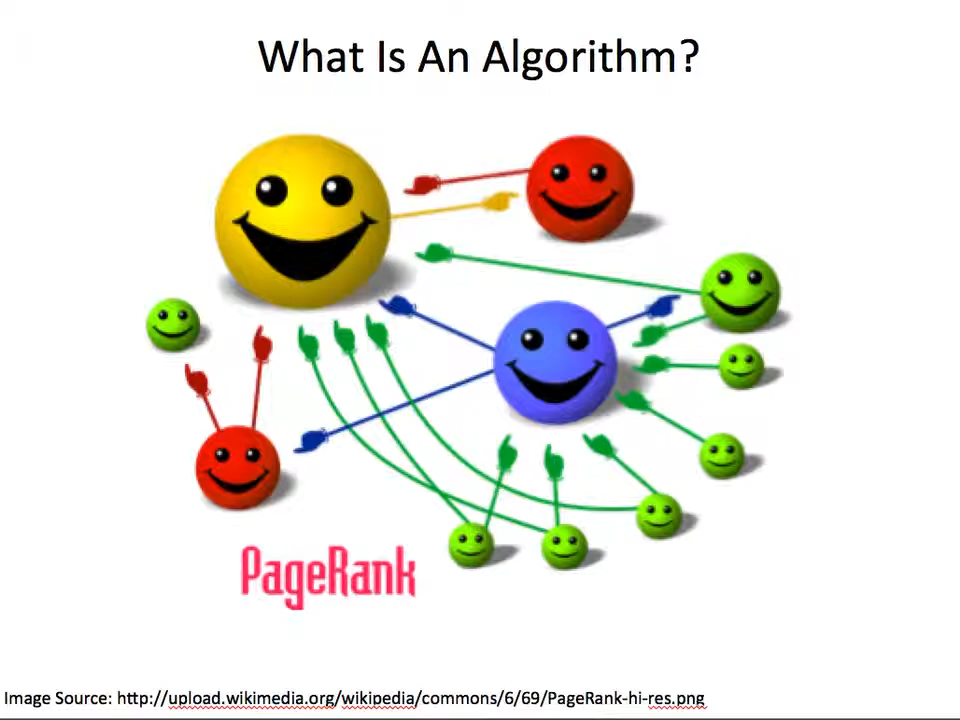 What Is An Algorithm?
PageRank
Image Source: http://upload.wikimedia.org/wikipedia/commons/6/69/PageRank-hi-res.png